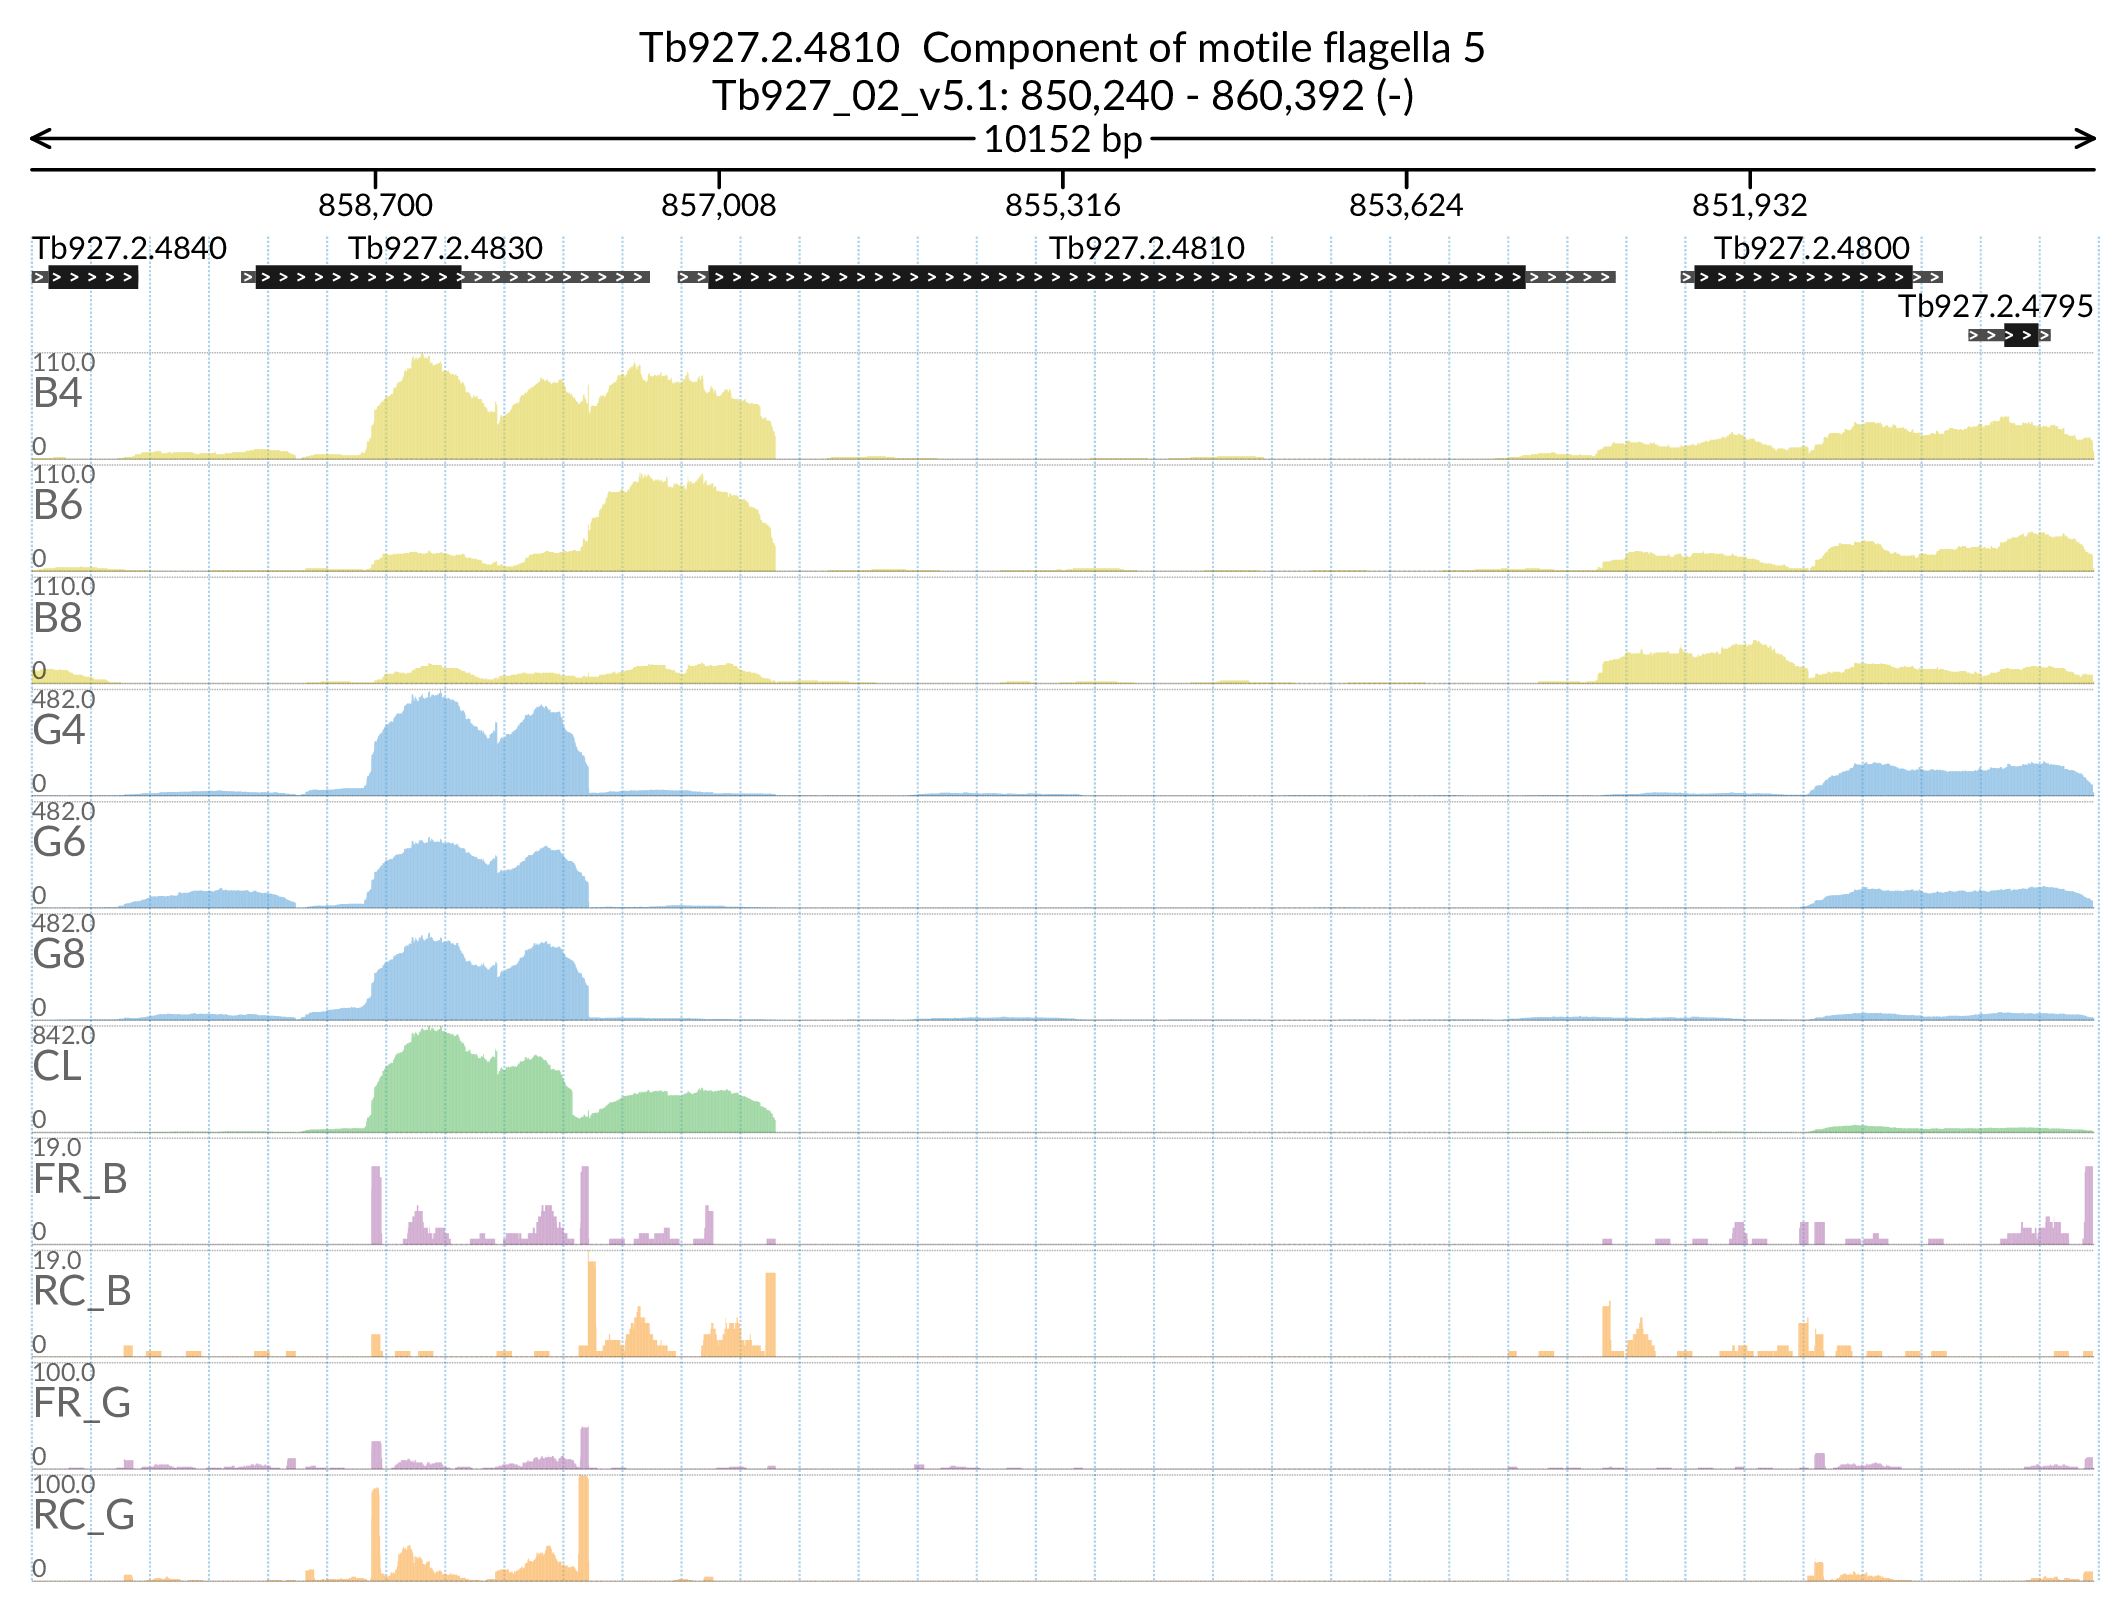 Tb927.2.4810  Component of motile flagella 5
Tb927_02_v5.1: 850,240 - 860,392 (-)
10152 bp
858,700 857,008 855,316 853,624 851,932
Tb927.2.4840 Tb927.2.4830 Tb927.2.4810 Tb927.2.4800
Tb927.2.4795
110.0
B4
0
110.0
B6
0
110.0
B8
0
482.0
G4
0
482.0
G6
0
482.0
G8
0
842.0
CL
0
19.0
FR_B
0
19.0
RC_B
0
100.0
FR_G
0
100.0
RC_G
0